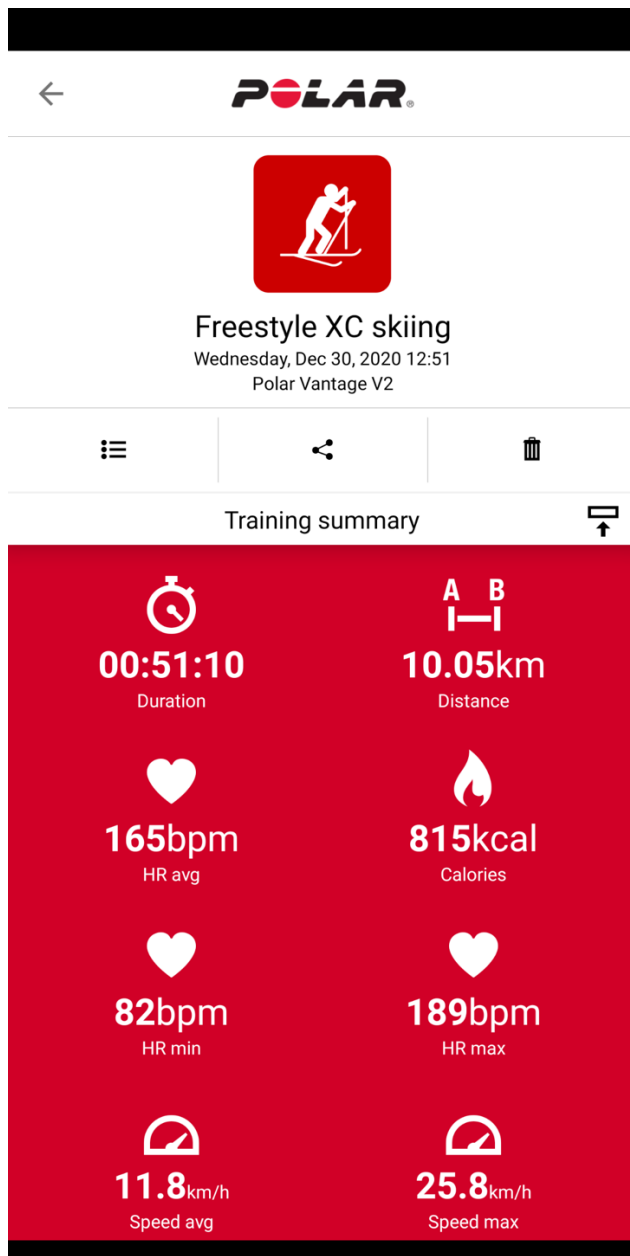 POLAR®
Freestyle XC skiing
Wednesday, Dec 30, 2020 12:51
Polar Vantage V2
Training summary
A B
00:51:10 10.05km
Duration Distance
165bpm 815kcal
HR avg Calories
82bpm 189bpm
HR min HR max
11.8km/h 25.8km/h
Speed avg Speed max